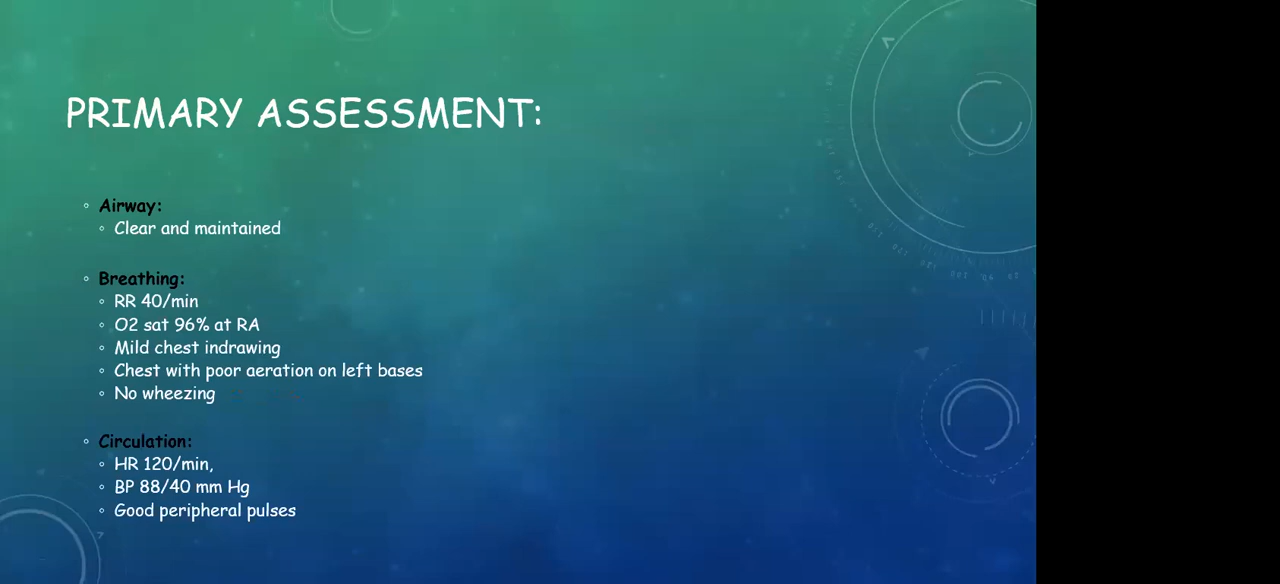 PRIMARY ASSESSMENT:
Airway:
Clear and maintained
Breathing:
RR 40/min
O2 sat 96% at RA
Mild chest indrawing
Chest with poor aeration on left bases
No wheezing
Circulation:
HR 120/min,
BP 88/40 mm Hg
Good peripheral pulses